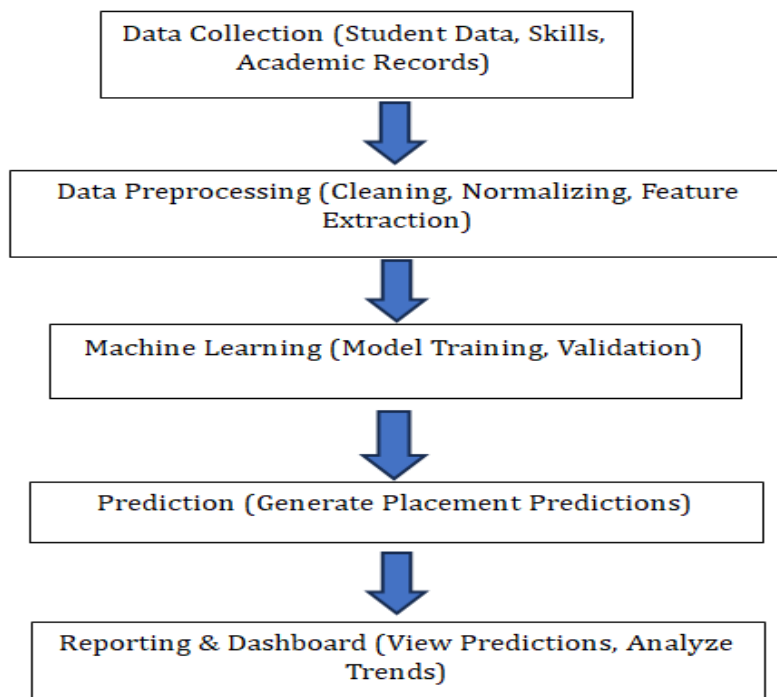 Data Collection (Student Data, Skills,
Academic Records)
Data Preprocessing (Cleaning, Normalizing, Feature
Extraction)
Machine Learning (Model Training, Validation)
Prediction (Generate Placement Predictions)
Reporting & Dashboard (View Predictions, Analyze
Trends)